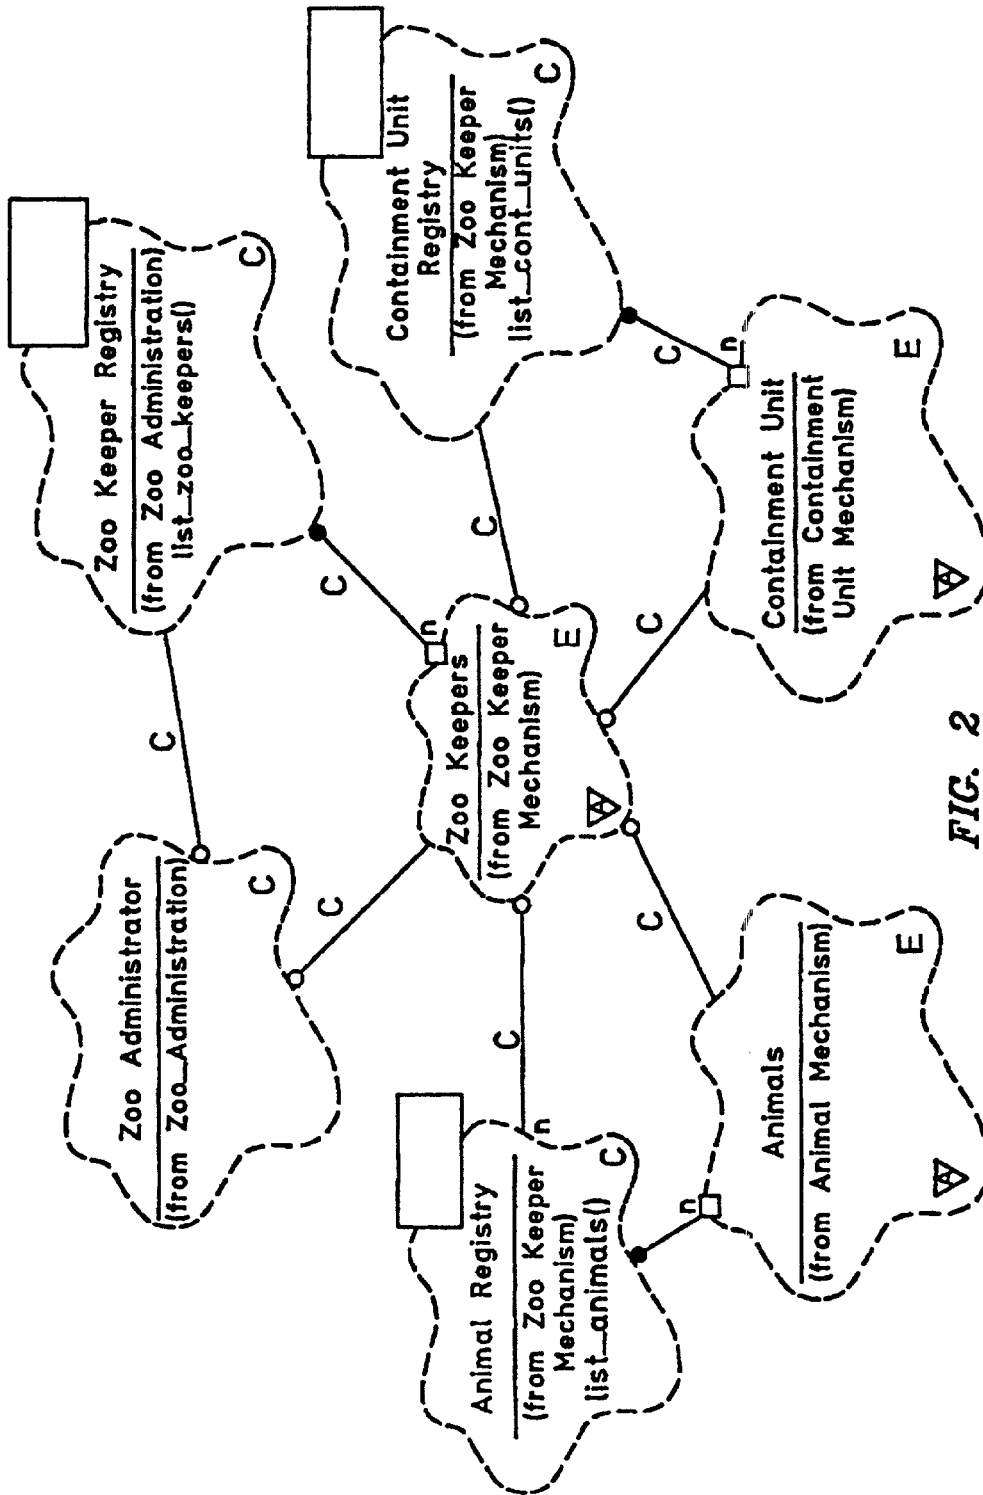 Zoo Administrator
(from Zoo_Administration)
C
C
Zoo Keeper Registry
(from Zoo Administration)
list_zoo_keepers()
C
C
C
n
Animal Registry
(from Zoo Keeper
Mechanism)
list_animals()
C
n
C
Zoo Keepers
(from Zoo Keeper
Mechanism)
E
A
C
Containment Unit
Registry
(from Zoo Keeper
Mechanism)
list_cont_units()
C
C
C
C
n
n
Animals
(from Animal Mechanism)
E
A
Containment Unit
(from Containment
Unit Mechanism)
E
A
FIG. 2